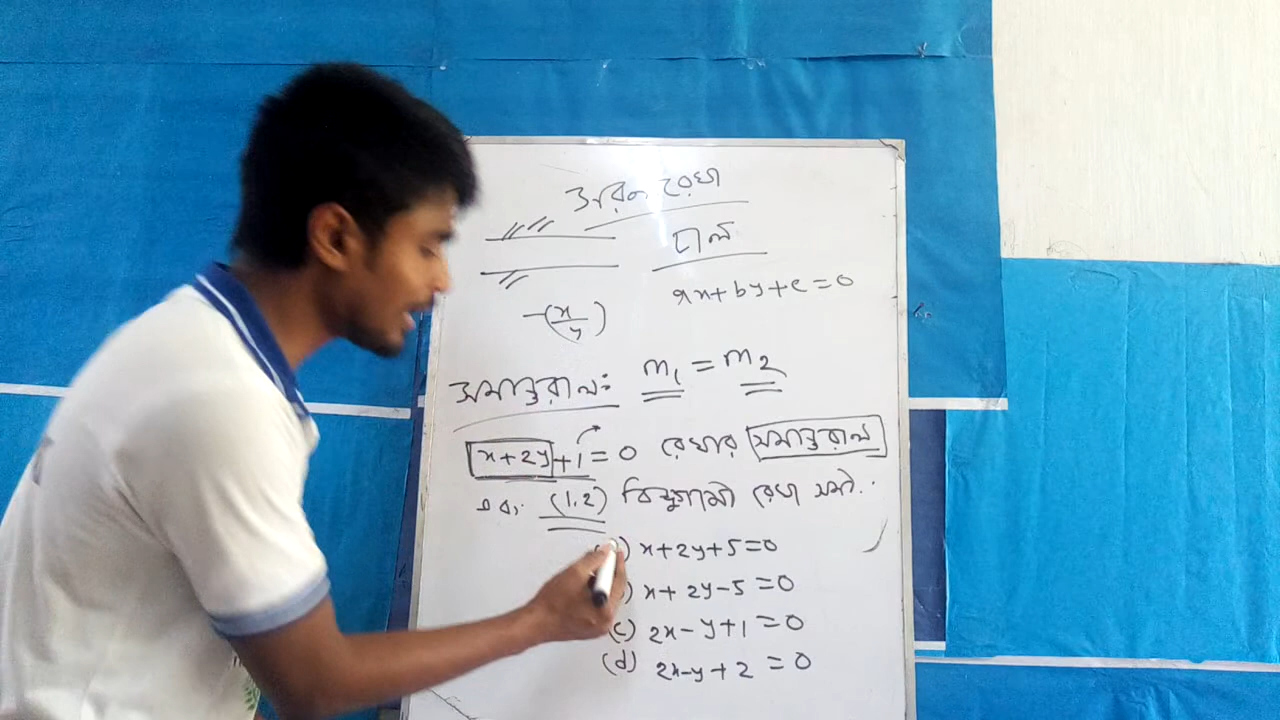 সরল রেখা
ঢাল
ax+by+c=0
-(x/y)
সমান্তরাল: m₁ = m₂
x+2y+1=0 রেখার সমান্তরাল
এবং (1,2) বিন্দুগামী রেখা সমী..
) x+2y+5=0
) x+2y-5=0
(c) 2x-y+1=0
(d) 2x-y+2=0